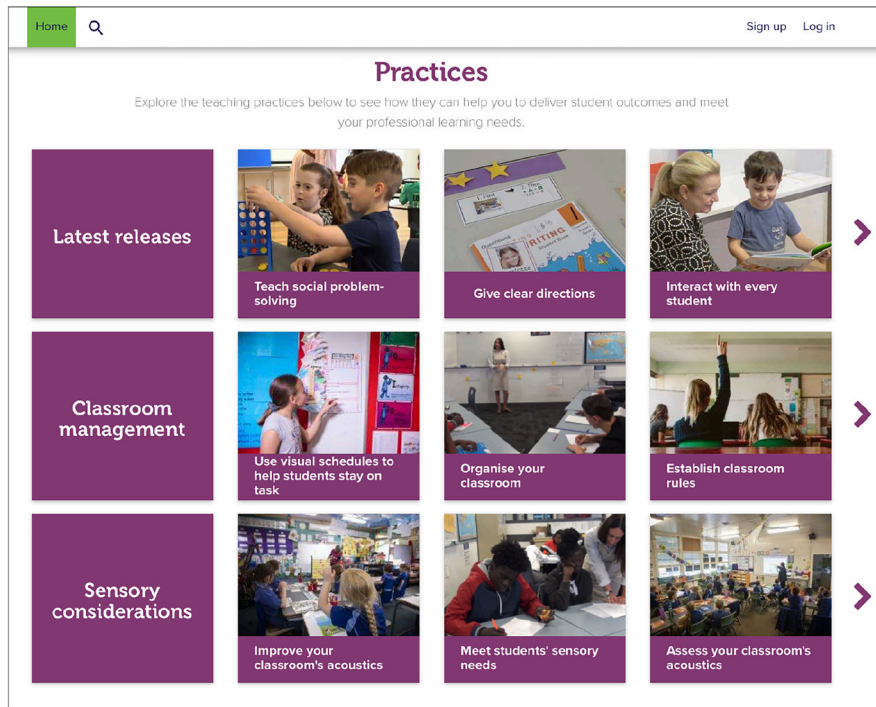 Home
Sign up Log in
Practices
Explore the teaching practices below to see how they can help you to deliver student outcomes and meet
your professional learning needs.
Latest releases
Teach social problem-
solving
Give clear directions
Interact with every
student
Classroom
management
Use visual schedules to
help students stay on
task
Organise your
classroom
Establish classroom
rules
Sensory
considerations
Improve your
classroom's acoustics
Meet students' sensory
needs
Assess your classroom's
acoustics